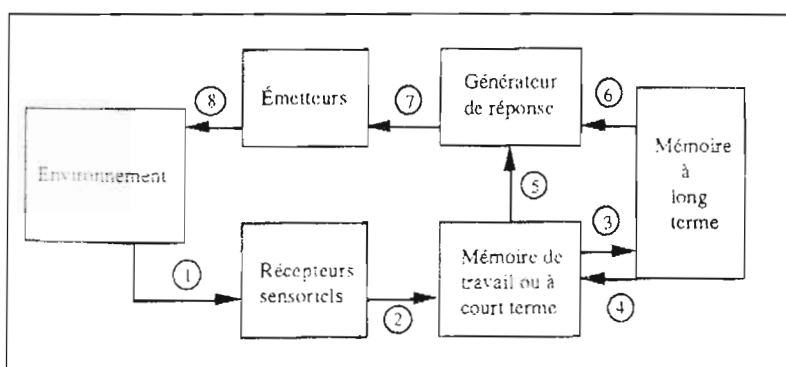 8
Émetteurs
7
Générateur
de réponse
6
Mémoire
à
long
terme
Environnement
5
3
1
Récepteurs
sensoriels
2
Mémoire de
travail ou à
court terme
4